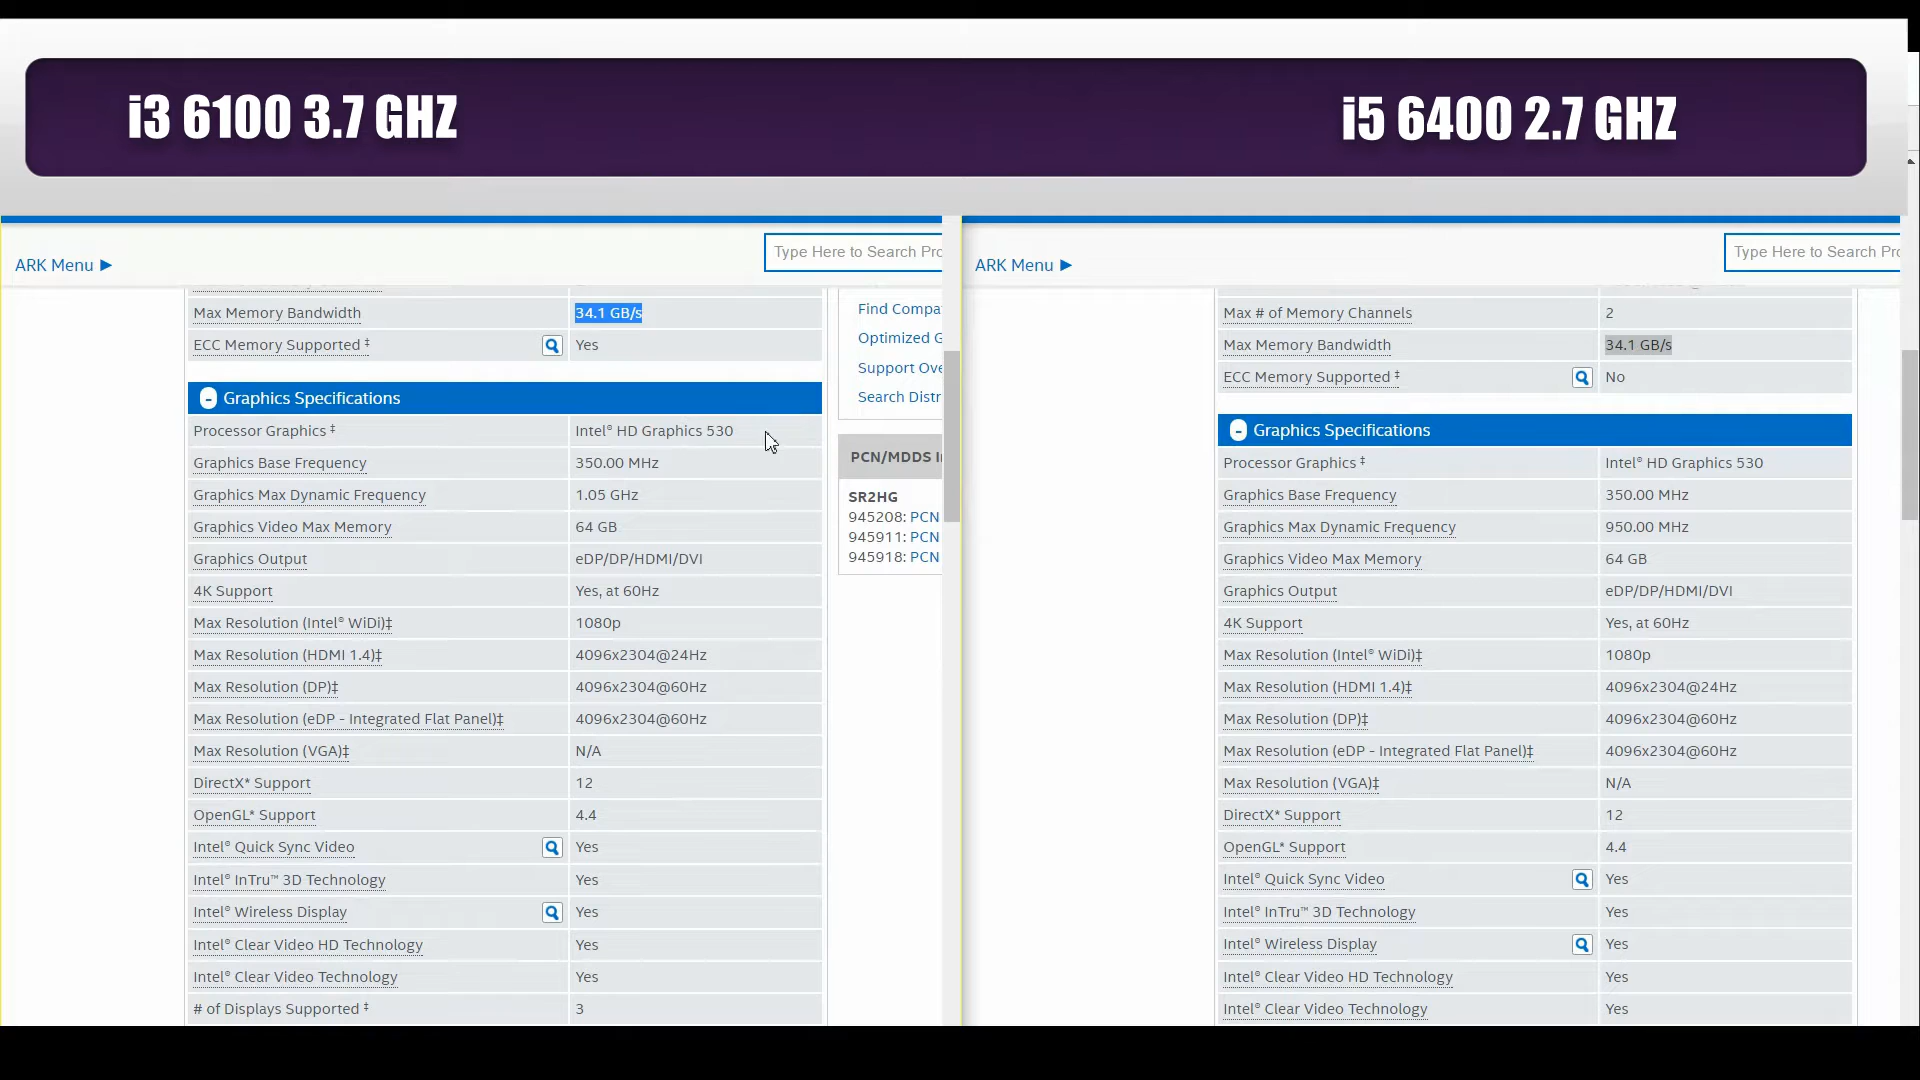 i3 6100 3.7 GHZ
i5 6400 2.7 GHZ
ARK Menu ►
Type Here to Search Pro
Max Memory Bandwidth 34.1 GB/s
ECC Memory Supported ‡ Yes
- Graphics Specifications
Processor Graphics ‡ Intel® HD Graphics 530
Graphics Base Frequency 350.00 MHz
Graphics Max Dynamic Frequency 1.05 GHz
Graphics Video Max Memory 64 GB
Graphics Output eDP/DP/HDMI/DVI
4K Support Yes, at 60Hz
Max Resolution (Intel® WiDi)‡ 1080p
Max Resolution (HDMI 1.4)‡ 4096x2304@24Hz
Max Resolution (DP)‡ 4096x2304@60Hz
Max Resolution (eDP - Integrated Flat Panel)‡ 4096x2304@60Hz
Max Resolution (VGA)‡ N/A
DirectX* Support 12
OpenGL* Support 4.4
Intel® Quick Sync Video Yes
Intel® InTru™ 3D Technology Yes
Intel® Wireless Display Yes
Intel® Clear Video HD Technology Yes
Intel® Clear Video Technology Yes
# of Displays Supported ‡ 3
Find Compa
Optimized
Support Ove
Search Distr
PCN/MDDS
SR2HG
945208: PCN
945911: PCN
945918: PCN
ARK Menu ►
Type Here to Search Pro
Max # of Memory Channels 2
Max Memory Bandwidth 34.1 GB/s
ECC Memory Supported ‡ No
- Graphics Specifications
Processor Graphics ‡ Intel® HD Graphics 530
Graphics Base Frequency 350.00 MHz
Graphics Max Dynamic Frequency 950.00 MHz
Graphics Video Max Memory 64 GB
Graphics Output eDP/DP/HDMI/DVI
4K Support Yes, at 60Hz
Max Resolution (Intel® WiDi)‡ 1080p
Max Resolution (HDMI 1.4)‡ 4096x2304@24Hz
Max Resolution (DP)‡ 4096x2304@60Hz
Max Resolution (eDP - Integrated Flat Panel)‡ 4096x2304@60Hz
Max Resolution (VGA)‡ N/A
DirectX* Support 12
OpenGL* Support 4.4
Intel® Quick Sync Video Yes
Intel® InTru™ 3D Technology Yes
Intel® Wireless Display Yes
Intel® Clear Video HD Technology Yes
Intel® Clear Video Technology Yes